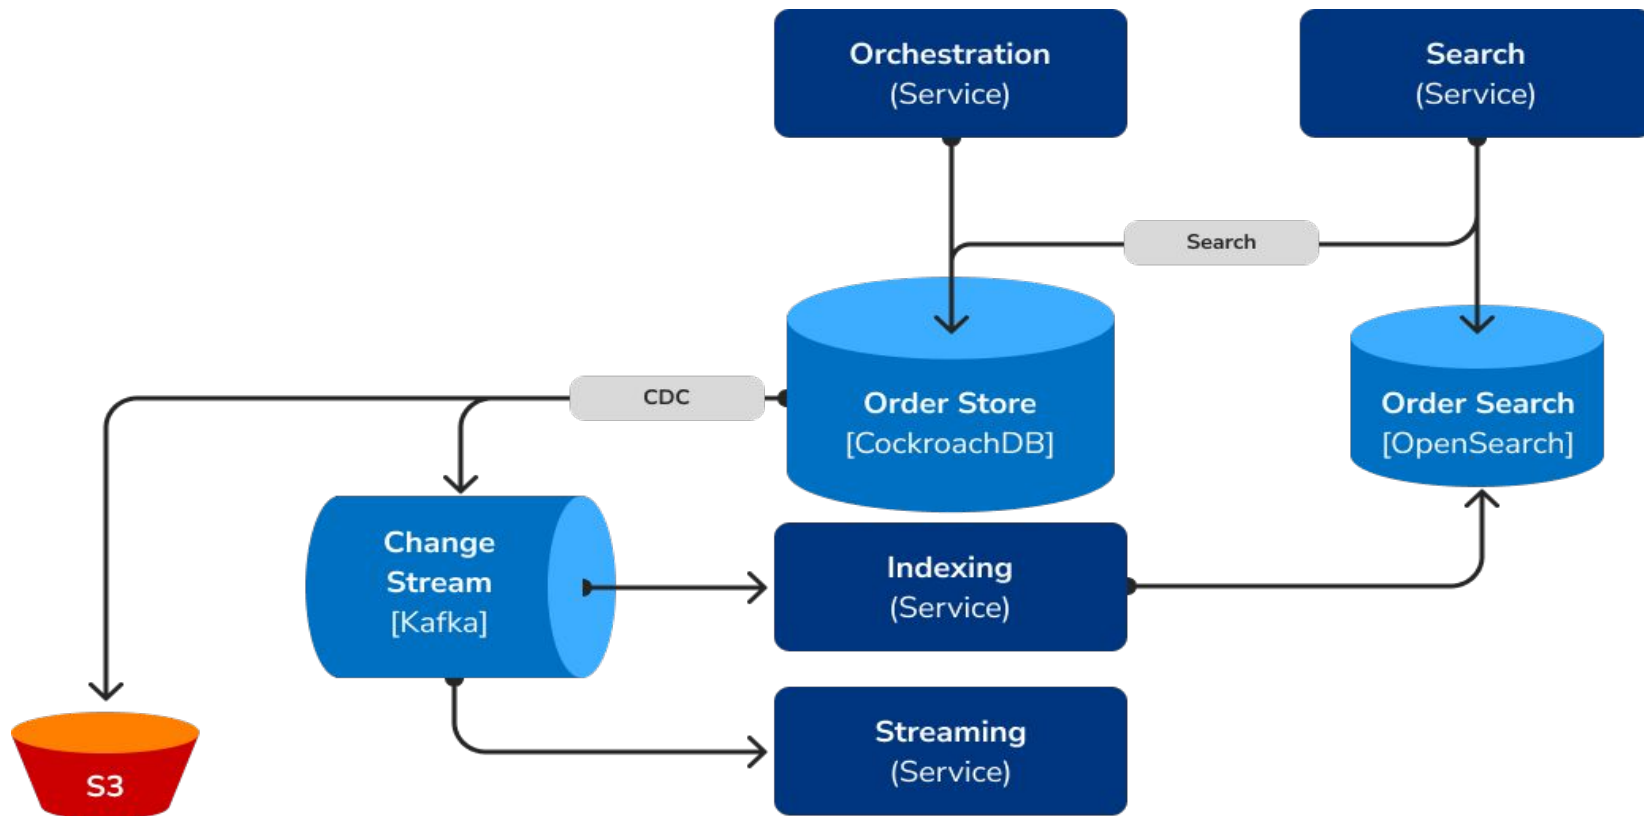 Orchestration
(Service)
Search
(Service)
Search
CDC
Order Store
[CockroachDB]
Order Search
[OpenSearch]
Change
Stream
[Kafka]
Indexing
(Service)
Streaming
(Service)
S3